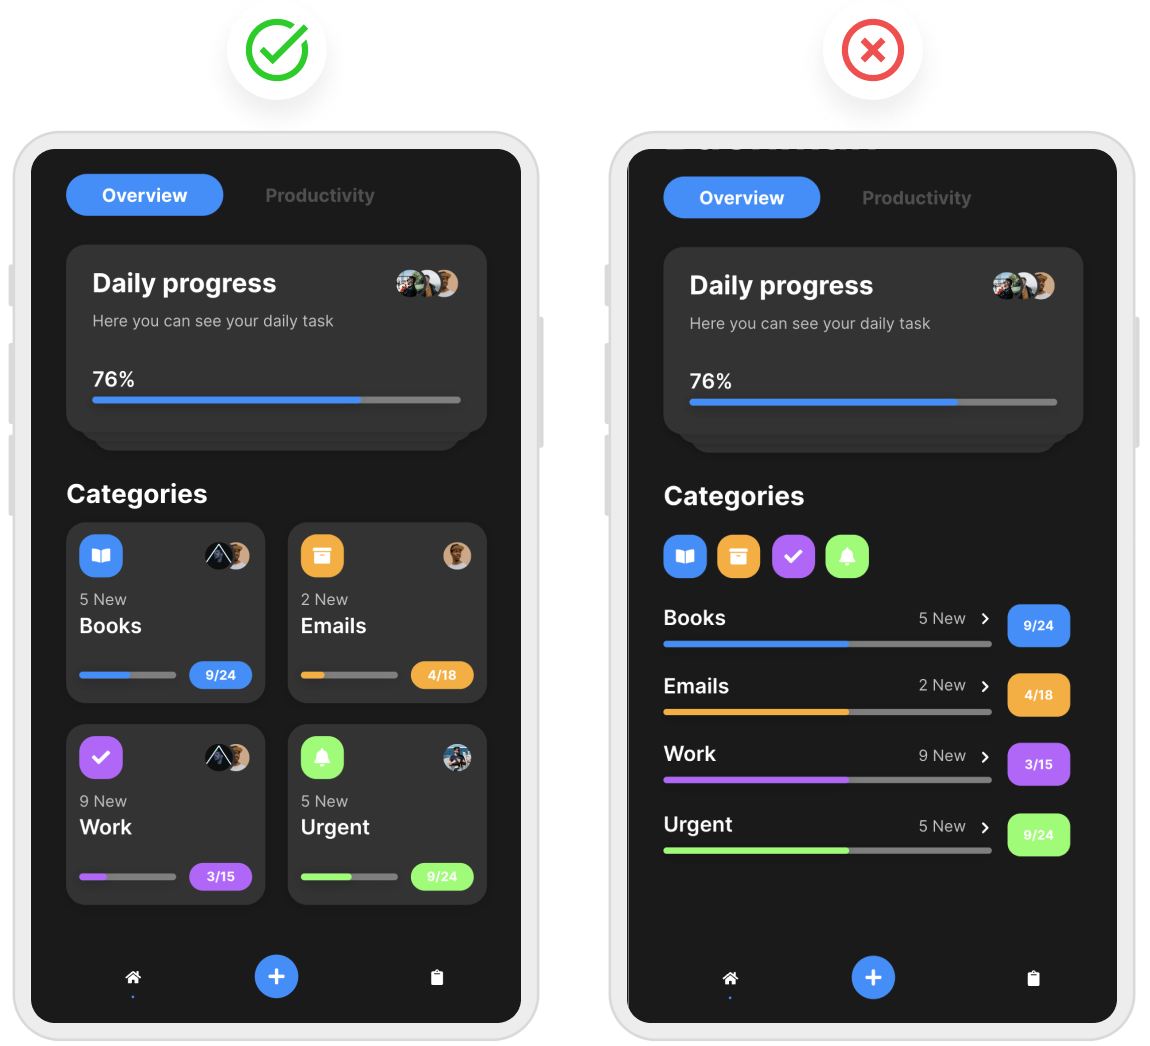 Overview Productivity
Daily progress
Here you can see your daily task
76%
Categories
5 New
Books
9/24
2 New
Emails
4/18
9 New
Work
3/15
5 New
Urgent
9/24
Overview Productivity
Daily progress
Here you can see your daily task
76%
Categories
Books 5 New 9/24
Emails 2 New 4/18
Work 9 New 3/15
Urgent 5 New 9/24